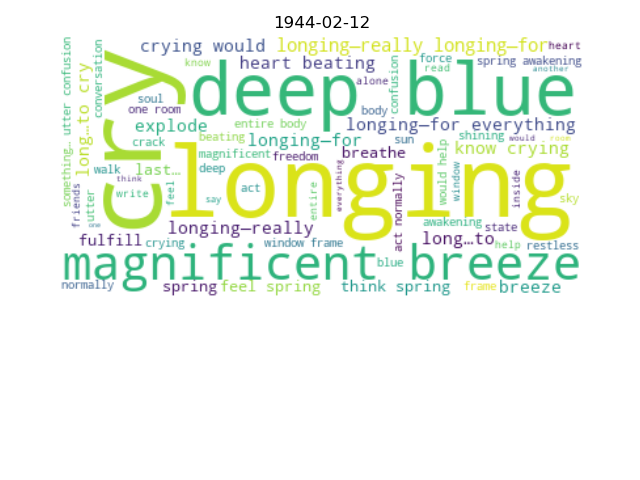 1944-02-12
crying would
longing—really longing—for
heart
know
heart beating
force
read
spring awakening
another
something… utter confusion
long…to cry
conversation
cry
deep blue
alone
confusion
soul
one room
body
explode
entire body
longing—for everything
crack
beating
longing—for
sun
shining
would
room
know crying
walk
last…
magnificent
freedom
breathe
would help
window
think
deep
longing
friends
utter
write
feel
act
say
entire
everything
act normally
inside
sky
one
longing—really
awakening
state
fulfill
crying
window frame
long…to
help
restless
magnificent breeze
blue
normally
spring
feel spring
think spring
frame
breeze